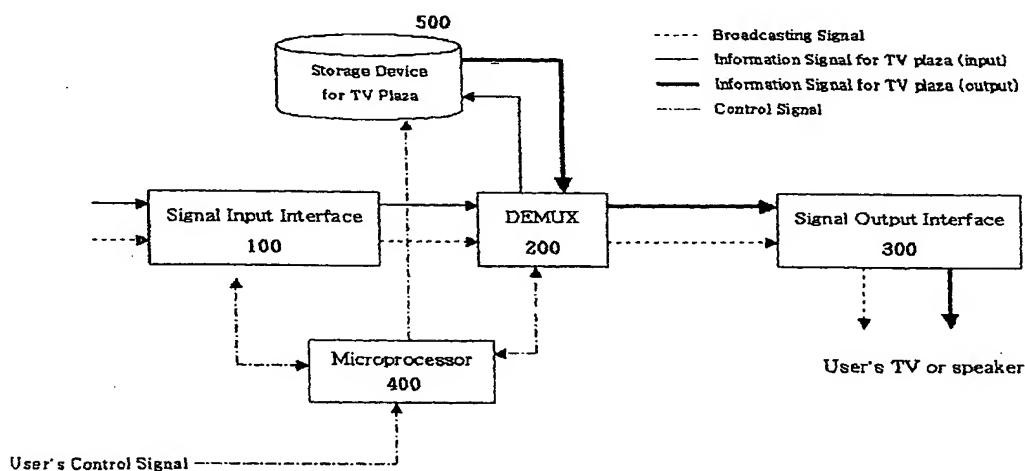 500
Storage Device
for TV Plaza
Broadcasting Signal
Information Signal for TV plaza (input)
Information Signal for TV plaza (output)
Control Signal
Signal Input Interface
100
DEMUX
200
Signal Output Interface
300
Microprocessor
400
User's TV or speaker
User's Control Signal